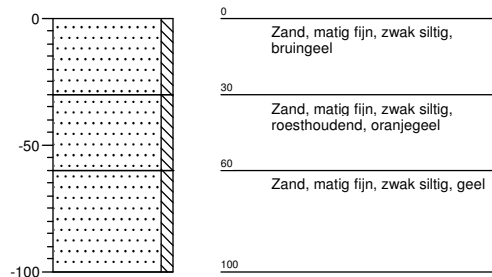 0
-50
-100
0
Zand, matig fijn, zwak siltig,
bruingeel
30
Zand, matig fijn, zwak siltig,
roesthoudend, oranjegeel
60
Zand, matig fijn, zwak siltig, geel
100